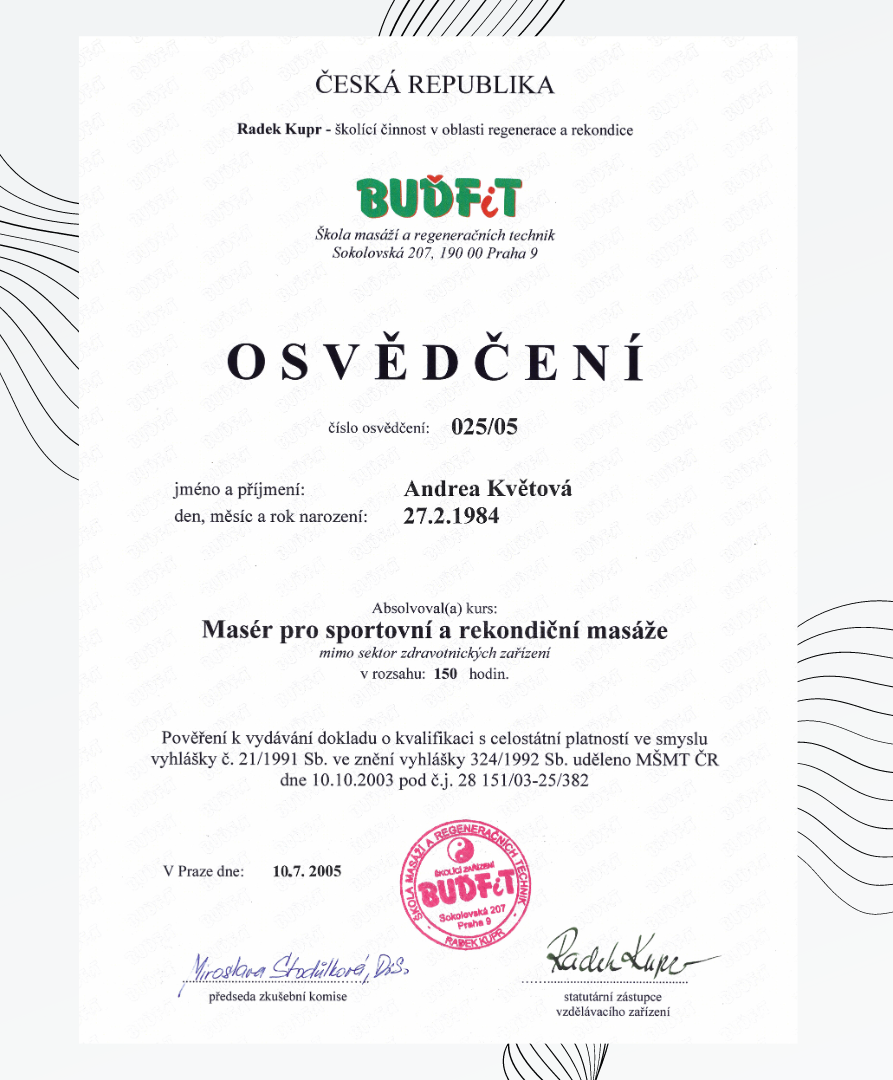 ČESKÁ REPUBLIKA
Radek Kupr - školící činnost v oblasti regenerace a rekondice
BUĎFiT
Škola masáží a regeneračních technik
Sokolovská 207, 190 00 Praha 9
OSVĚDČENÍ
číslo osvědčení: 025/05
jméno a příjmení: Andrea Květová
den, měsíc a rok narození: 27.2.1984
Absolvoval(a) kurs:
Masér pro sportovní a rekondiční masáže
mimo sektor zdravotnických zařízení
v rozsahu: 150 hodin.
Pověření k vydávání dokladu o kvalifikaci s celostátní platností ve smyslu
vyhlášky č. 21/1991 Sb. ve znění vyhlášky 324/1992 Sb. uděleno MŠMT ČR
dne 10.10.2003 pod č.j. 28 151/03-25/382
V Praze dne: 10.7. 2005
ŠKOLA MASÁŽÍ A REGENERAČNÍCH TECHNIK
ŠKOLICÍ ZAŘÍZENÍ
BUĎFiT
Sokolovská 207
Praha 9
RADEK KUPR
Miroslava Stodůlková, DiS.
předseda zkušební komise
Radek Kupr
statutární zástupce
vzdělávacího zařízení